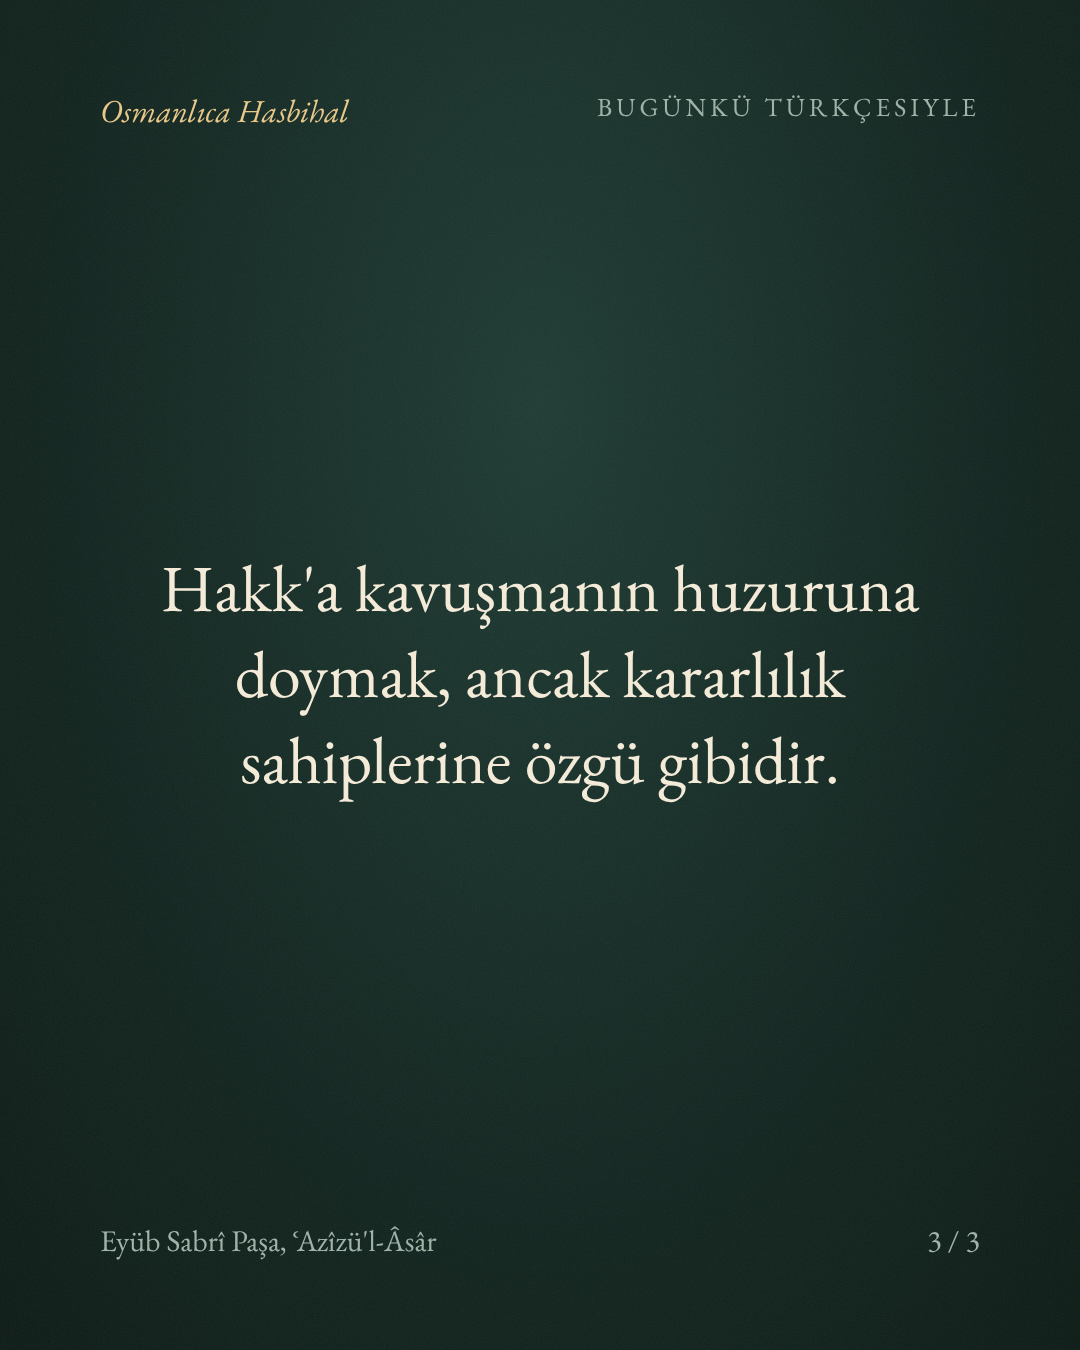 Osmanlıca Hasbihal
BUGÜNKÜ TÜRKÇESIYLE
Hakk'a kavuşmanın huzuruna
doymak, ancak kararlılık
sahiplerine özgü gibidir.
Eyüb Sabrî Paşa, ʿAzîzü'l-Âsâr
3 / 3